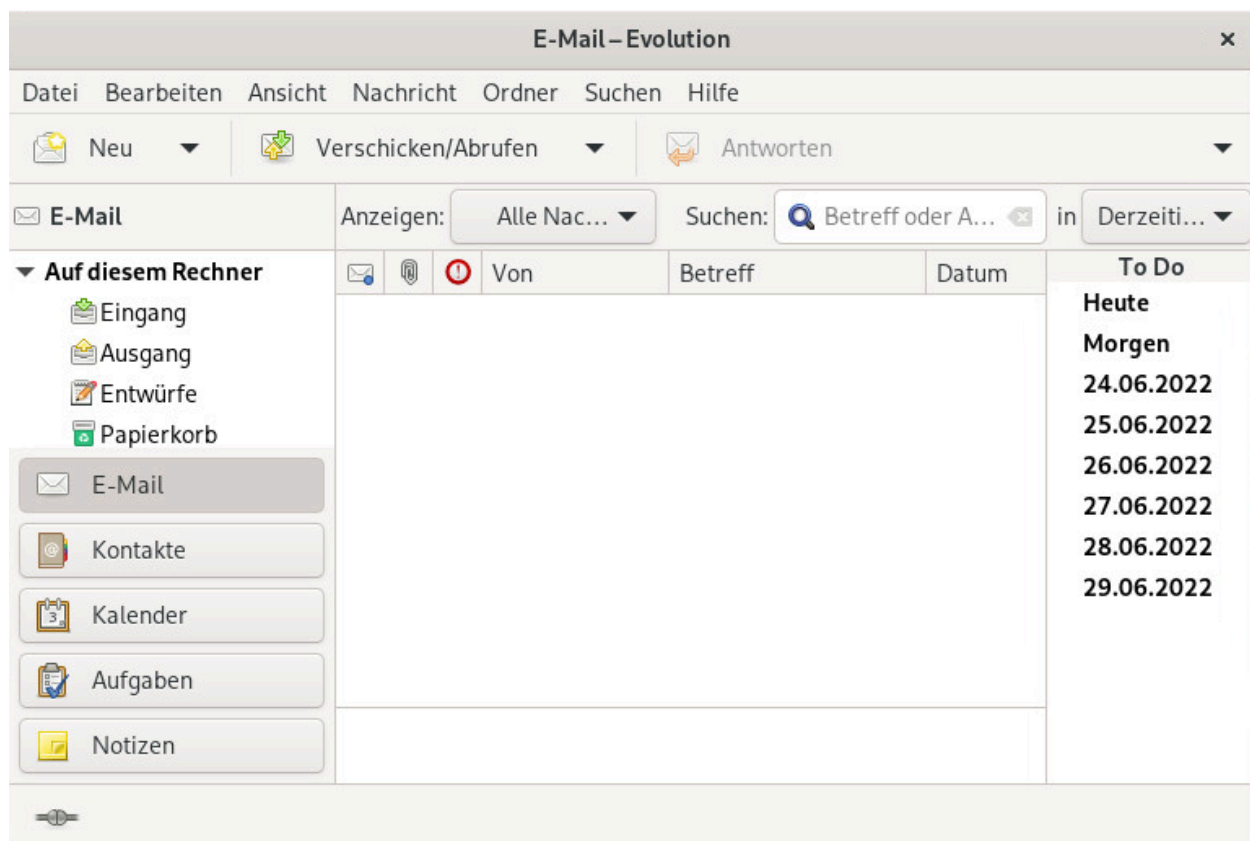 E-Mail – Evolution
Datei Bearbeiten Ansicht Nachricht Ordner Suchen Hilfe
Neu Verschicken/Abrufen Antworten
E-Mail Anzeigen: Alle Nac... Suchen: Betreff oder A... in Derzeiti...
Auf diesem Rechner
Eingang
Ausgang
Entwürfe
Papierkorb
E-Mail
Kontakte
Kalender
Aufgaben
Notizen
Von Betreff Datum
To Do
Heute
Morgen
24.06.2022
25.06.2022
26.06.2022
27.06.2022
28.06.2022
29.06.2022